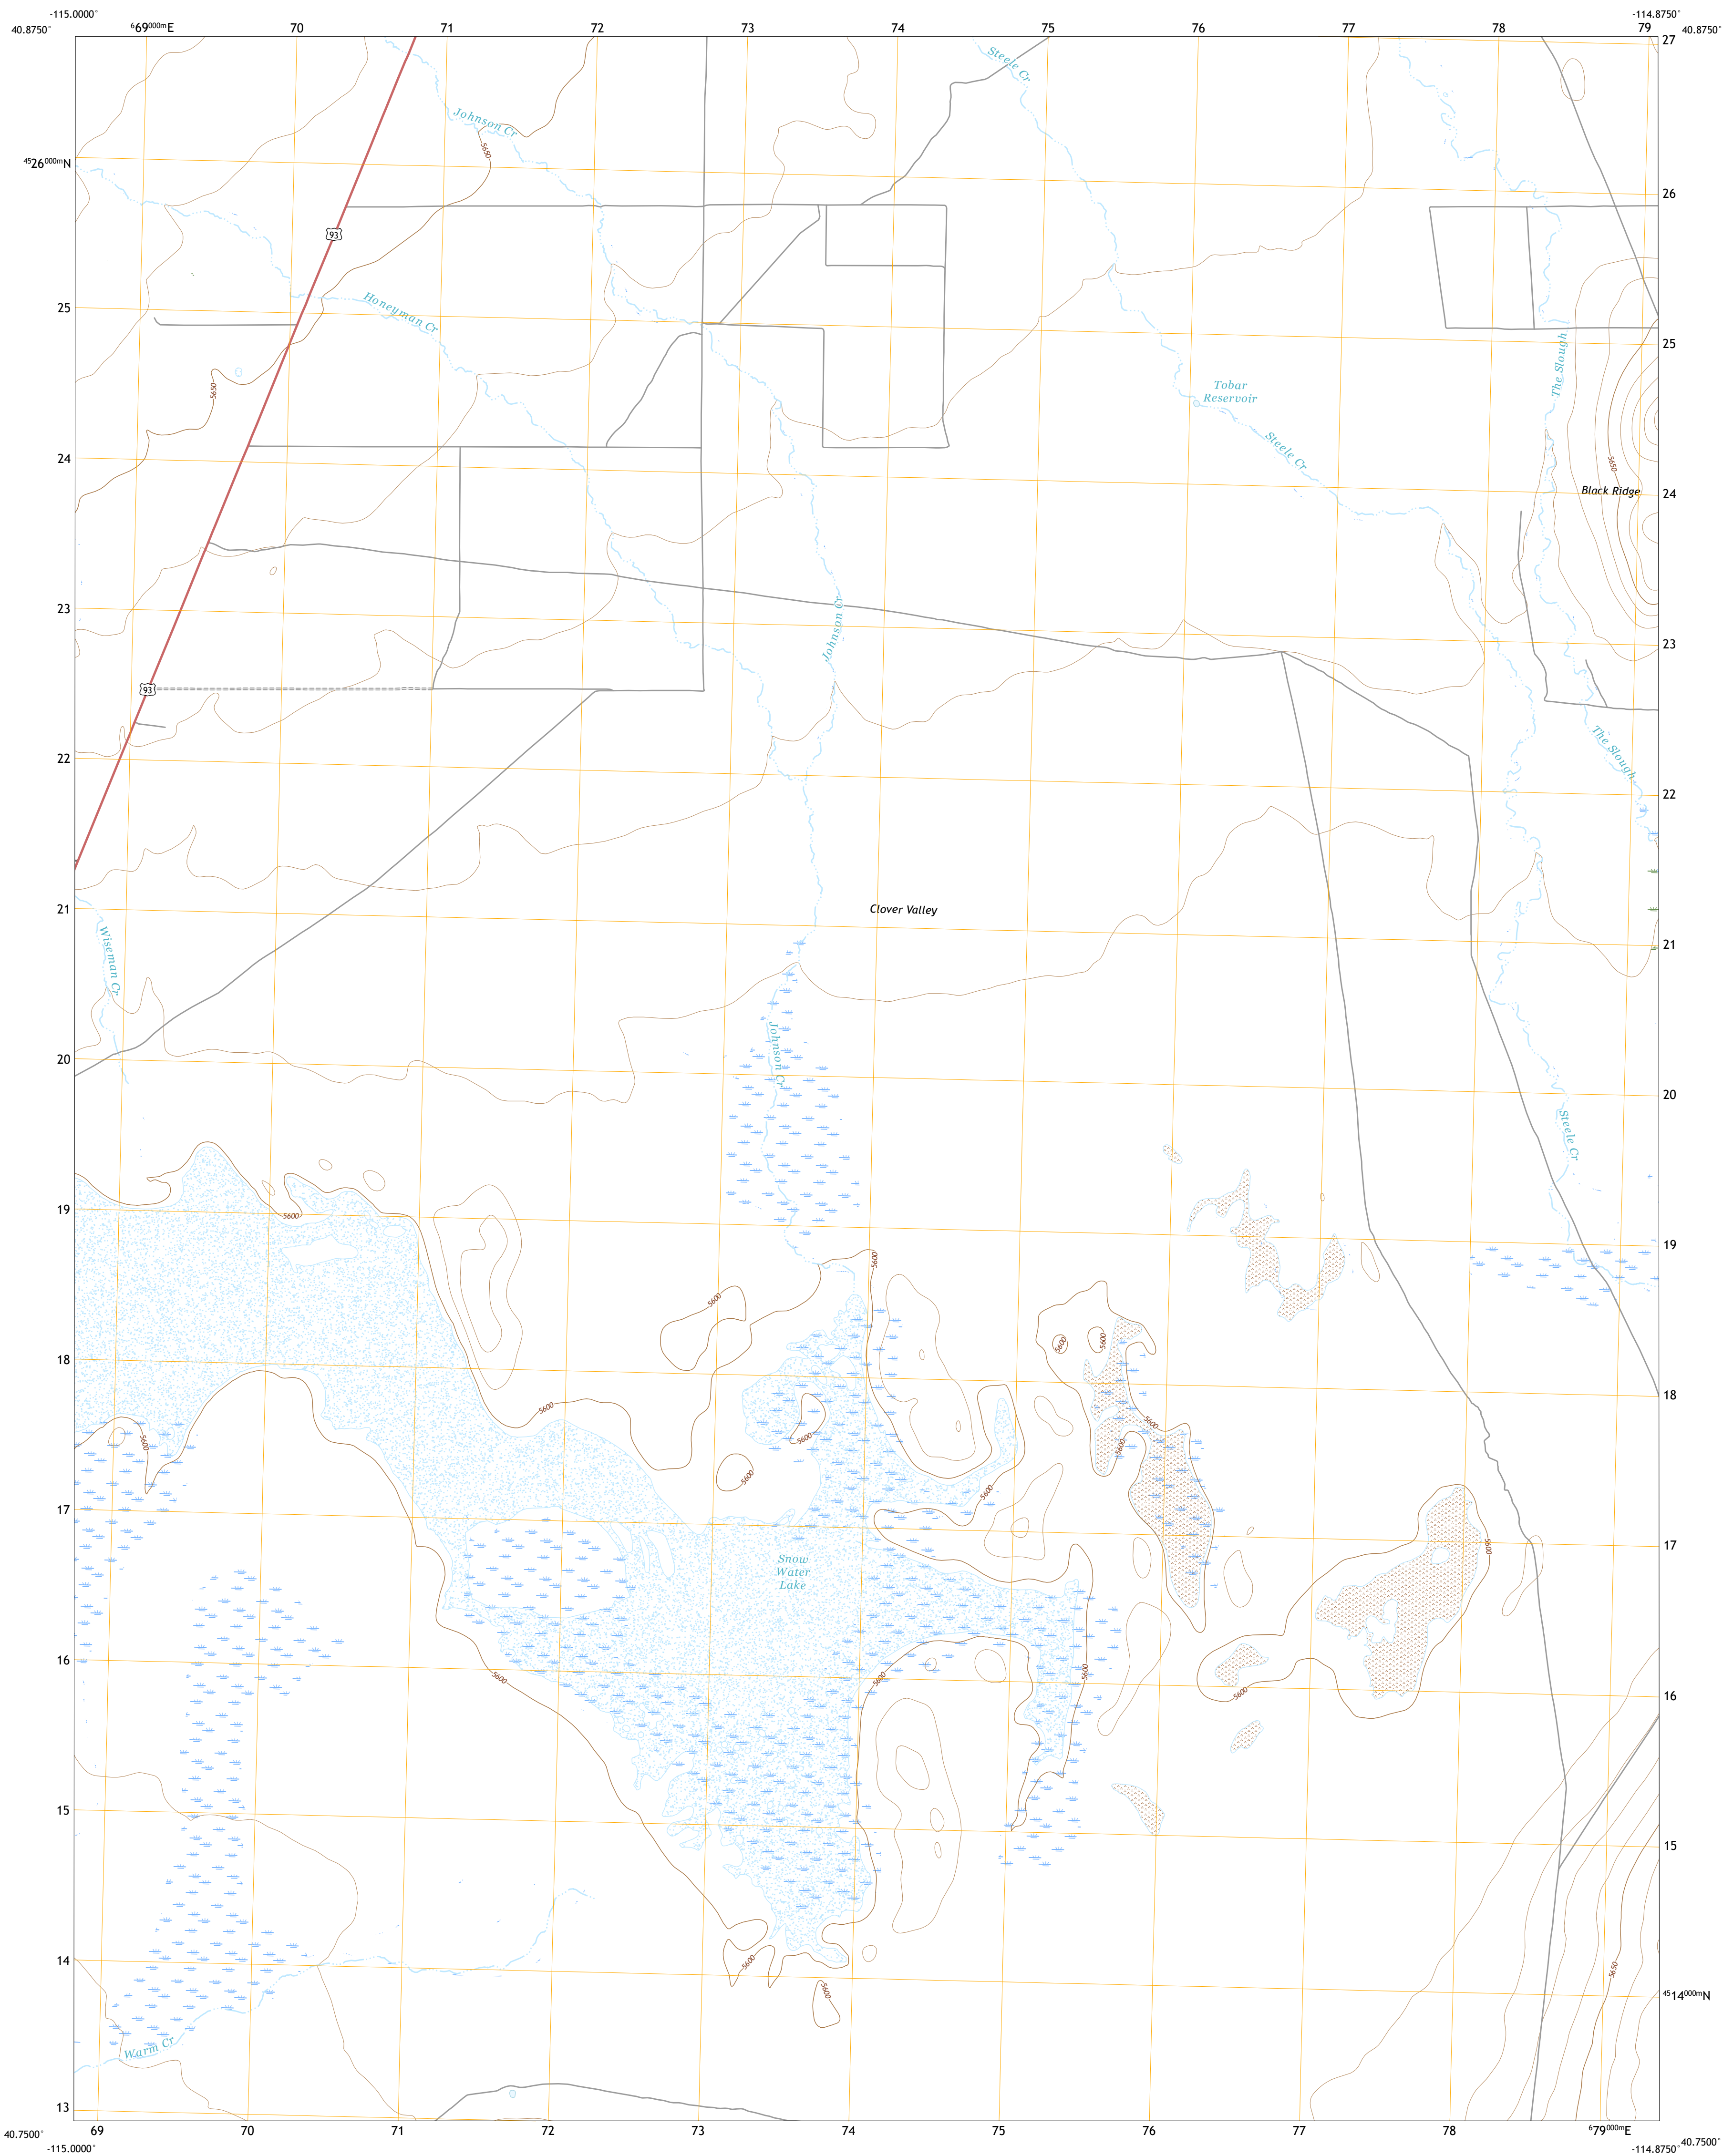 -115.0000° -114.8750°
40.8750° ⁶69⁰⁰⁰ᵐE 70 71 72 73 74 75 76 77 78 79 40.8750°
27
Steele Cr
Johnson Cr
5650
⁴⁵26⁰⁰⁰ᵐN
26
93
Honeyman Cr
25
25
The Slough
5650
Tobar
Reservoir
Steele Cr
24
5650
Black Ridge
24
23
Johnson Cr
23
93
The Slough
22
22
21
Clover Valley
21
Wiseman Cr
Johnson Cr
20
20
Steele Cr
19
5600
19
5600
5600
5600
5600
18
18
5600
5600
5600
5600
5600
5600
5600
17
17
5600
Snow
Water
Lake
16
5600
5600
5600
5600
16
15
15
14
5600
5650
5600
⁴⁵14⁰⁰⁰ᵐN
Warm Cr
13
40.7500° 69 70 71 72 73 74 75 76 77 78 ⁶79⁰⁰⁰ᵐE 40.7500°
-115.0000° -114.8750°